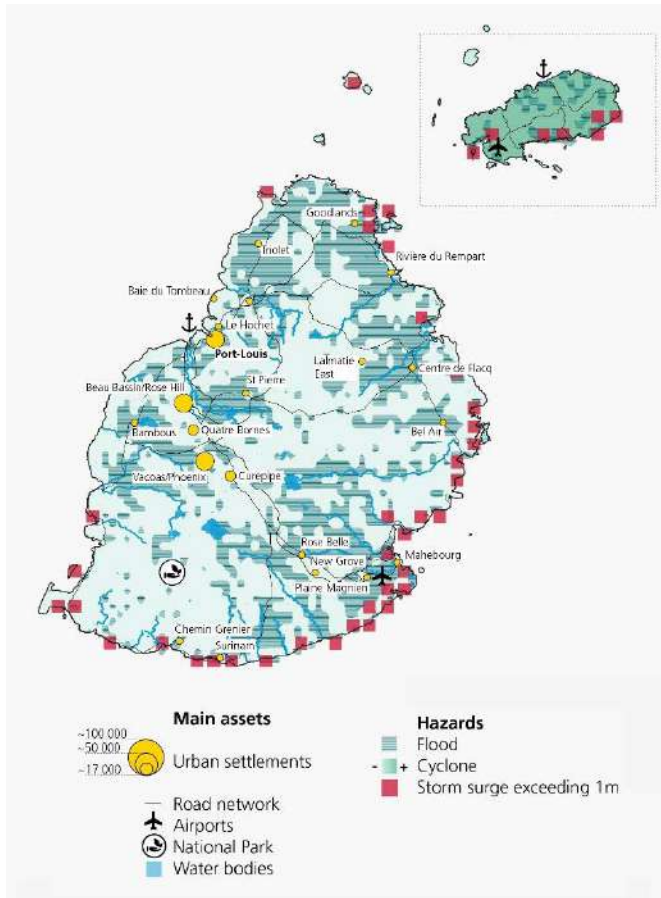 Goodlands
Triolet
Rivière du Rempart
Baie du Tombeau
Le Hochet
Port-Louis
Lalmatie
East
Centre de Flacq
St Pierre
Beau Bassin/Rose Hill
Bambous
Quatre Bornes
Bel Air
Vacoas/Phoenix
Curepipe
Rose Belle
New Grove
Mahebourg
Plaine Magnien
Chemin Grenier
Surinam
Main assets
~100 000
~50 000
~17 000
Urban settlements
Road network
Airports
National Park
Water bodies
Hazards
Flood
- + Cyclone
Storm surge exceeding 1m